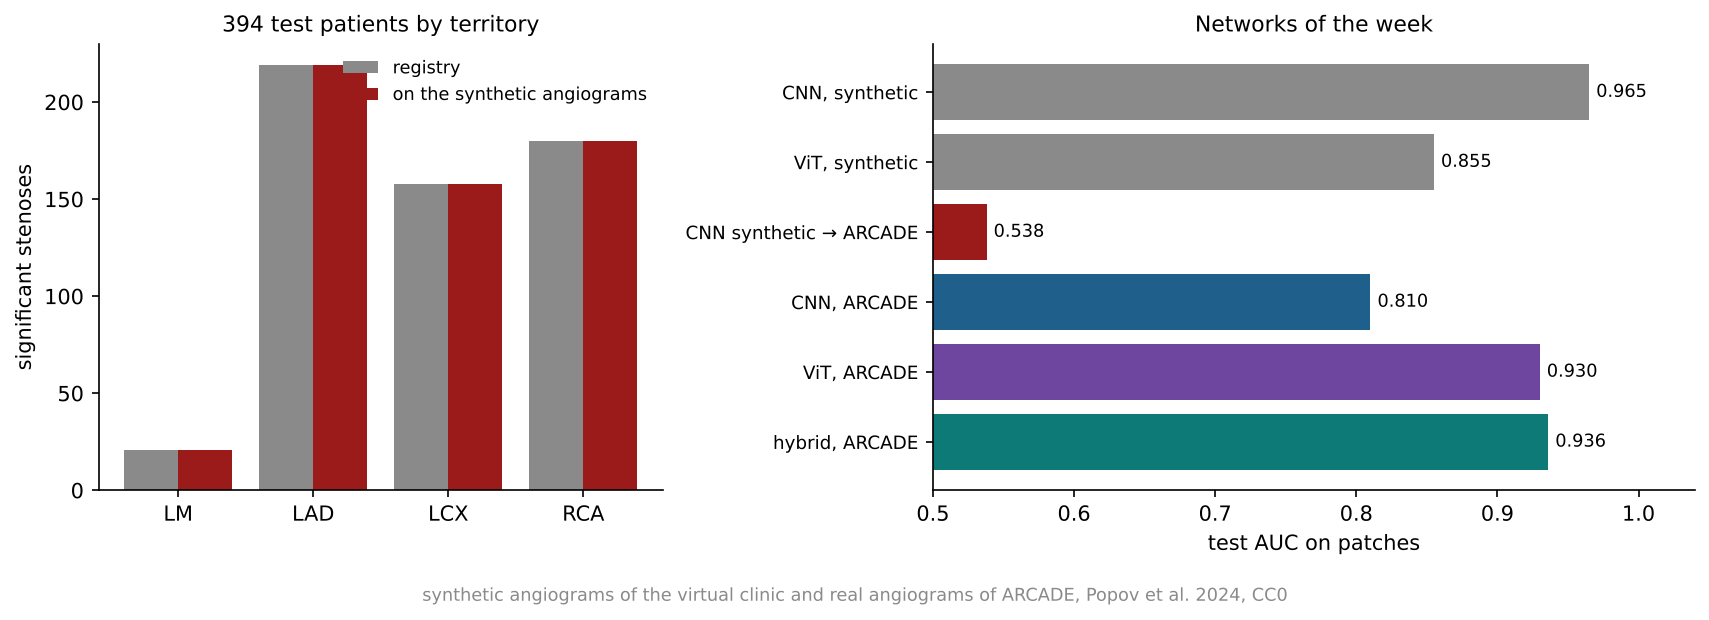 394 test patients by territory
registry
on the synthetic angiograms
significant stenoses
200
150
100
50
0
LM
LAD
LCX
RCA
Networks of the week
CNN, synthetic
0.965
ViT, synthetic
0.855
CNN synthetic → ARCADE
0.538
CNN, ARCADE
0.810
ViT, ARCADE
0.930
hybrid, ARCADE
0.936
0.5
0.6
0.7
0.8
0.9
1.0
test AUC on patches
synthetic angiograms of the virtual clinic and real angiograms of ARCADE, Popov et al. 2024, CC0